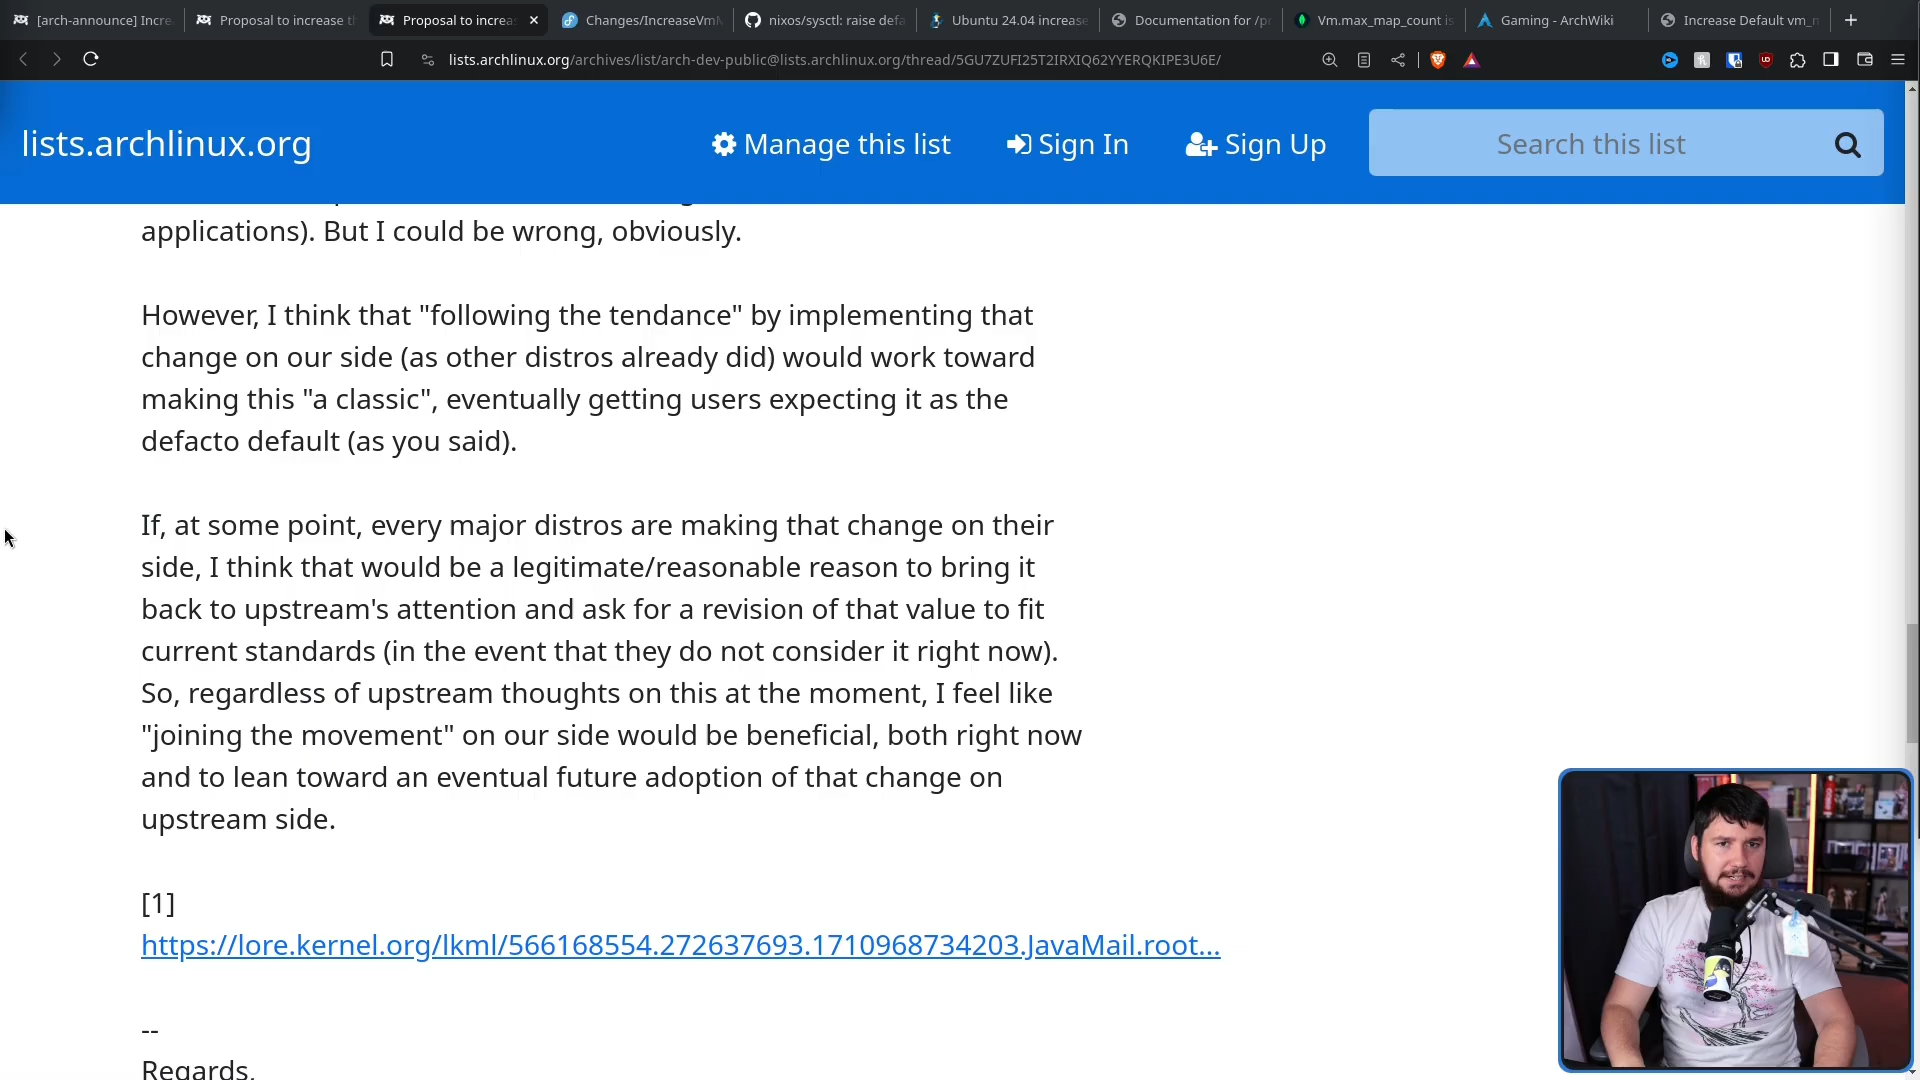 [arch-announce] Incre
Proposal to increase t
Proposal to increa
Changes/IncreaseVmM
nixos/sysctl: raise defa
Ubuntu 24.04 increase
Documentation for /pr
Vm.max_map_count is
Gaming - ArchWiki
Increase Default vm_m
lists.archlinux.org/archives/list/arch-dev-public@lists.archlinux.org/thread/5GU7ZUFI25T2IRXIQ62YYERQKIPE3U6E/
lists.archlinux.org
Manage this list
Sign In
Sign Up
Search this list
applications). But I could be wrong, obviously.
However, I think that "following the tendance" by implementing that
change on our side (as other distros already did) would work toward
making this "a classic", eventually getting users expecting it as the
defacto default (as you said).
If, at some point, every major distros are making that change on their
side, I think that would be a legitimate/reasonable reason to bring it
back to upstream's attention and ask for a revision of that value to fit
current standards (in the event that they do not consider it right now).
So, regardless of upstream thoughts on this at the moment, I feel like
"joining the movement" on our side would be beneficial, both right now
and to lean toward an eventual future adoption of that change on
upstream side.
[1]
https://lore.kernel.org/lkml/566168554.272637693.1710968734203.JavaMail.root...
--
Regards,